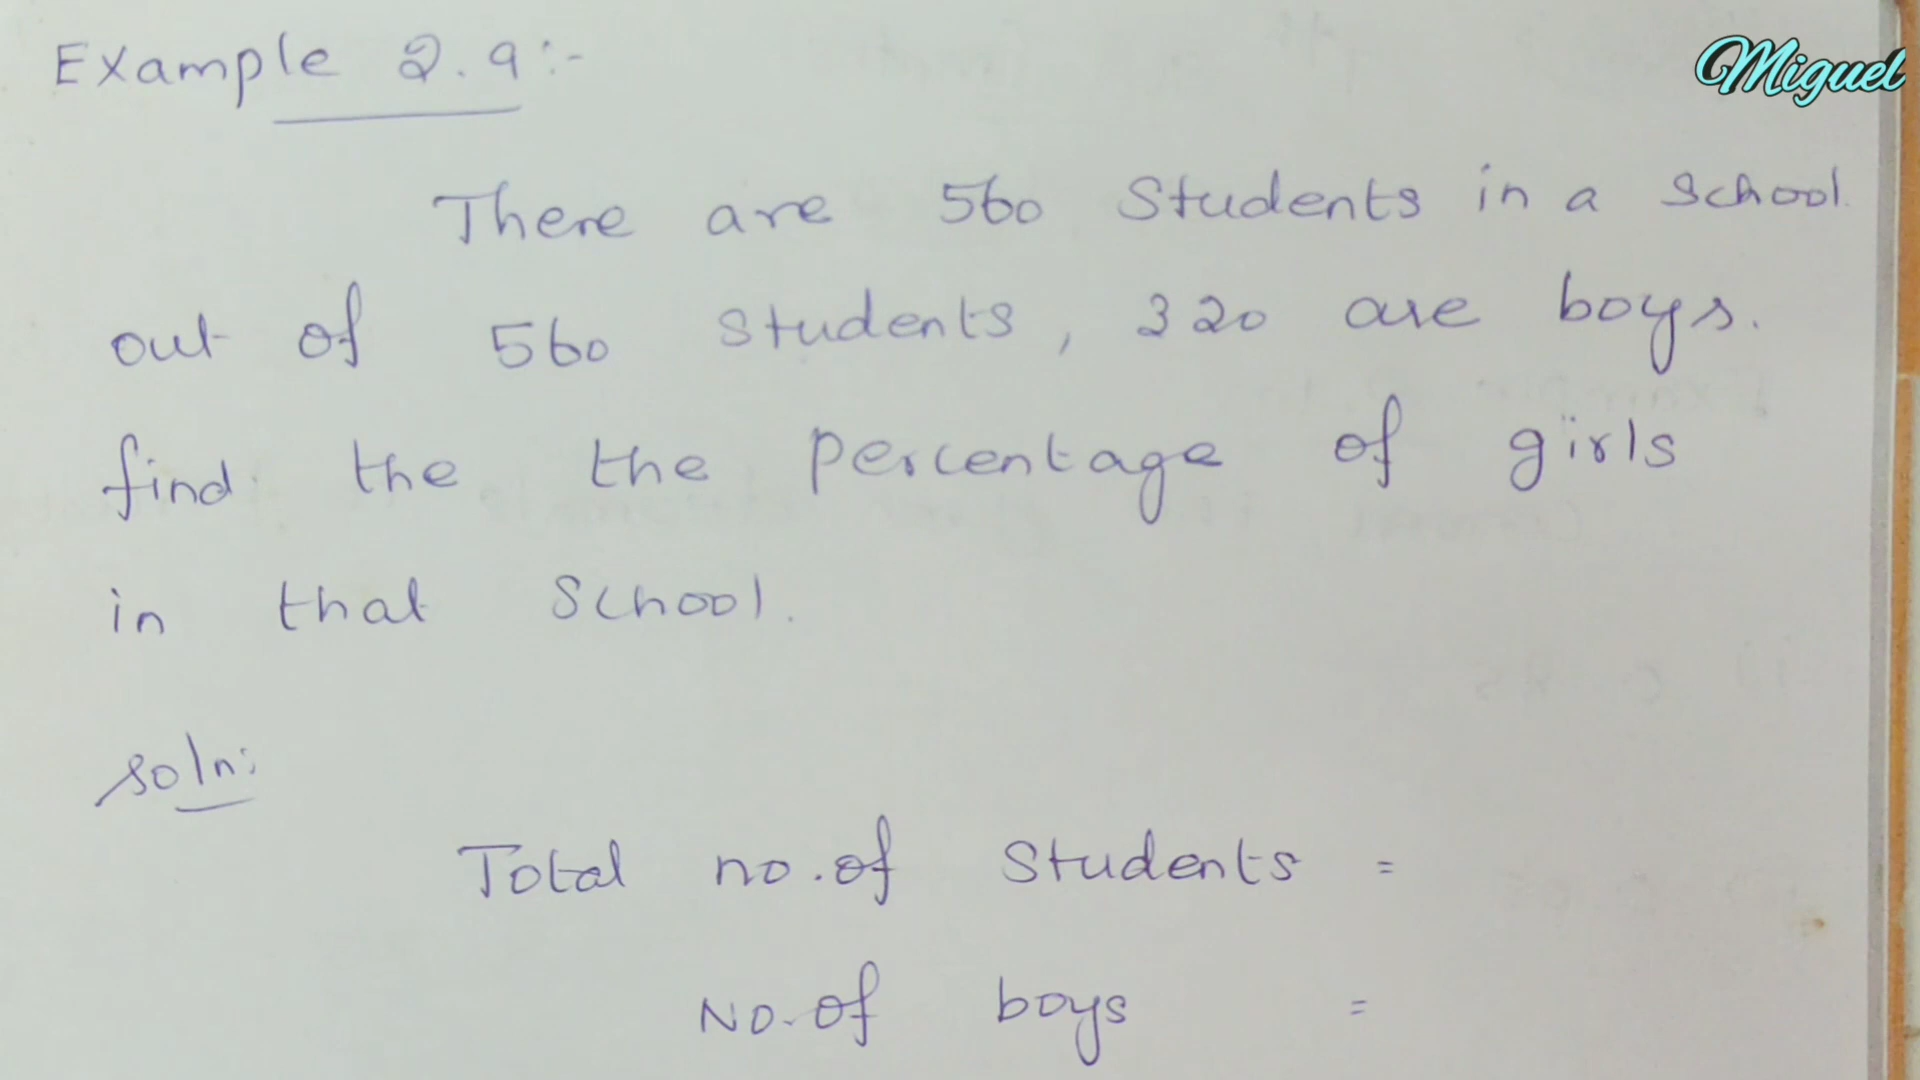 Example 2.9:-
Miguel
There are 560 Students in a School.
out of 560 Students, 320 are boys.
find the the percentage of girls
in that School.
soln:
Total no.of Students =
No.of boys =